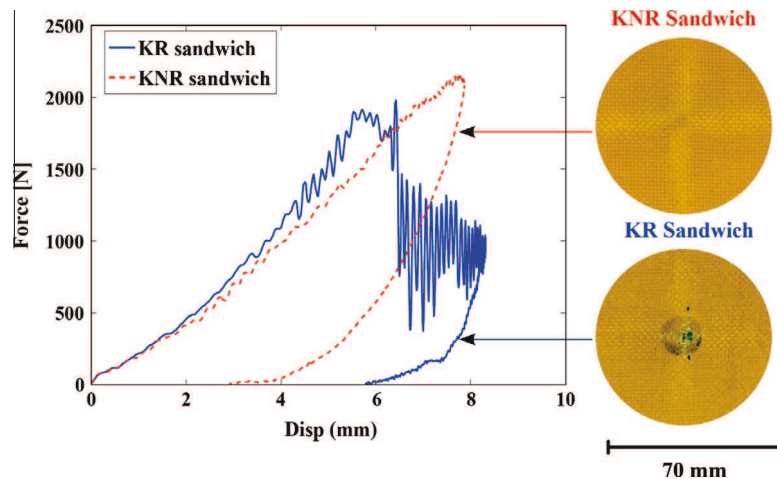 2500
2000
1500
1000
500
0
Force [N]
KR sandwich
KNR sandwich
0
2
4
6
8
10
Disp (mm)
KNR Sandwich
KR Sandwich
70 mm